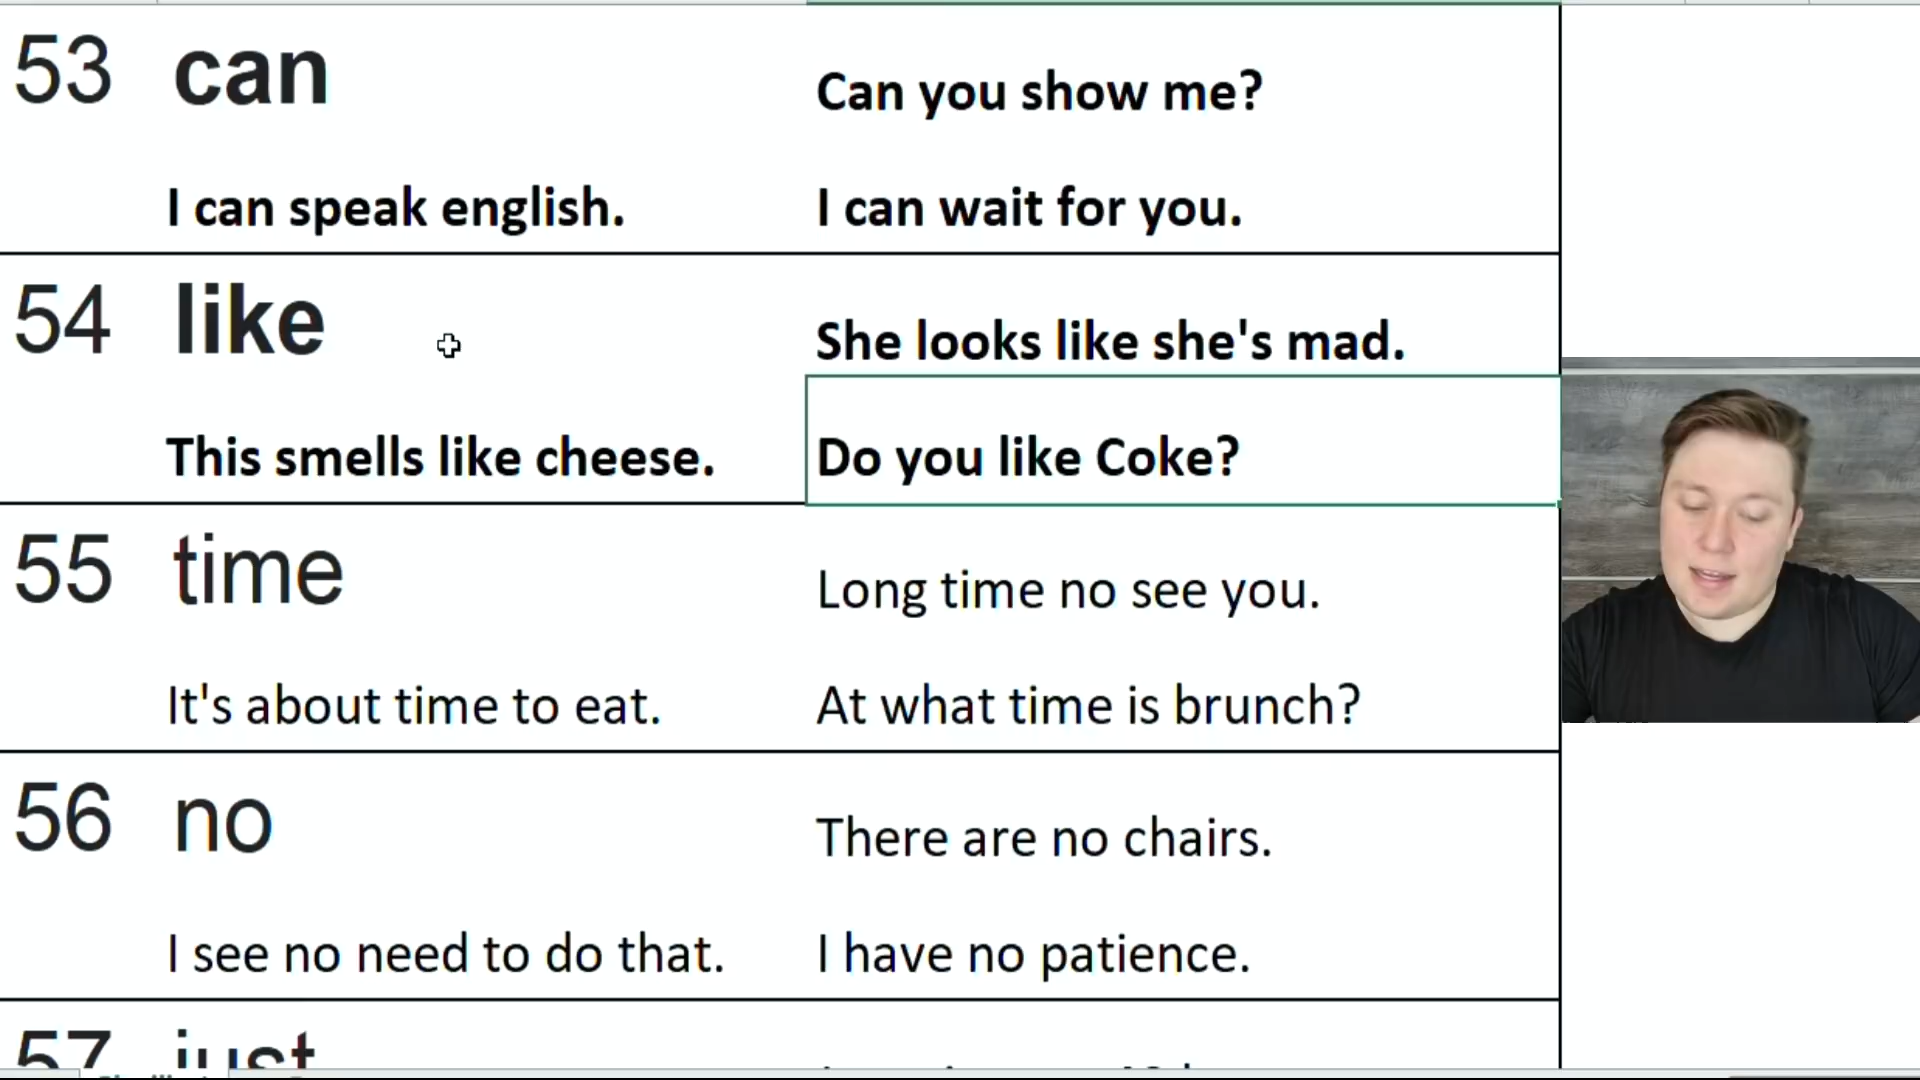 53 can Can you show me?
I can speak english. I can wait for you.
54 like She looks like she's mad.
This smells like cheese. Do you like Coke?
55 time Long time no see you.
It's about time to eat. At what time is brunch?
56 no There are no chairs.
I see no need to do that. I have no patience.
57 just